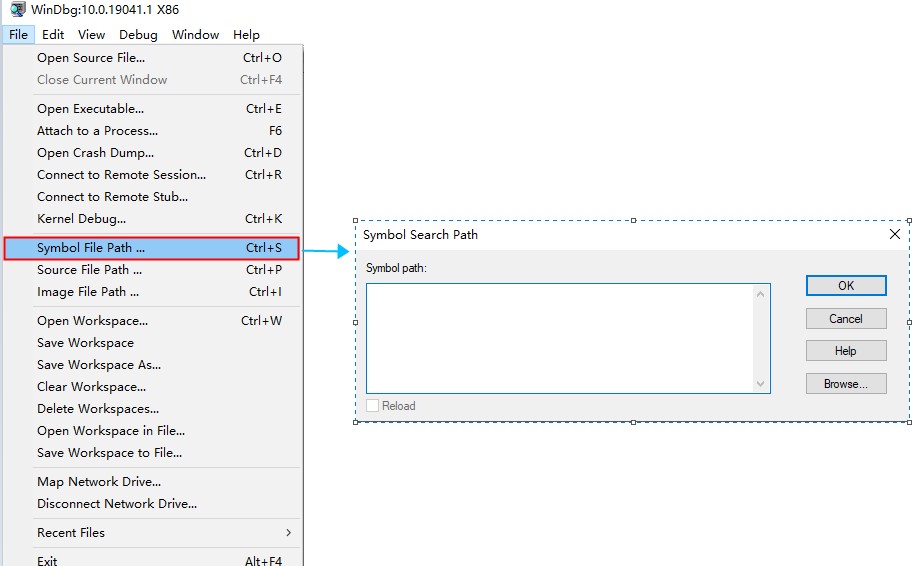 WinDbg:10.0.19041.1 X86
File Edit View Debug Window Help
Open Source File... Ctrl+O
Close Current Window Ctrl+F4
Open Executable... Ctrl+E
Attach to a Process... F6
Open Crash Dump... Ctrl+D
Connect to Remote Session... Ctrl+R
Connect to Remote Stub...
Kernel Debug... Ctrl+K
Symbol File Path ... Ctrl+S
Source File Path ... Ctrl+P
Image File Path ... Ctrl+I
Open Workspace... Ctrl+W
Save Workspace
Save Workspace As...
Clear Workspace...
Delete Workspaces...
Open Workspace in File...
Save Workspace to File...
Map Network Drive...
Disconnect Network Drive...
Recent Files
Exit Alt+F4
Symbol Search Path
Symbol path:
OK
Cancel
Help
Browse...
Reload